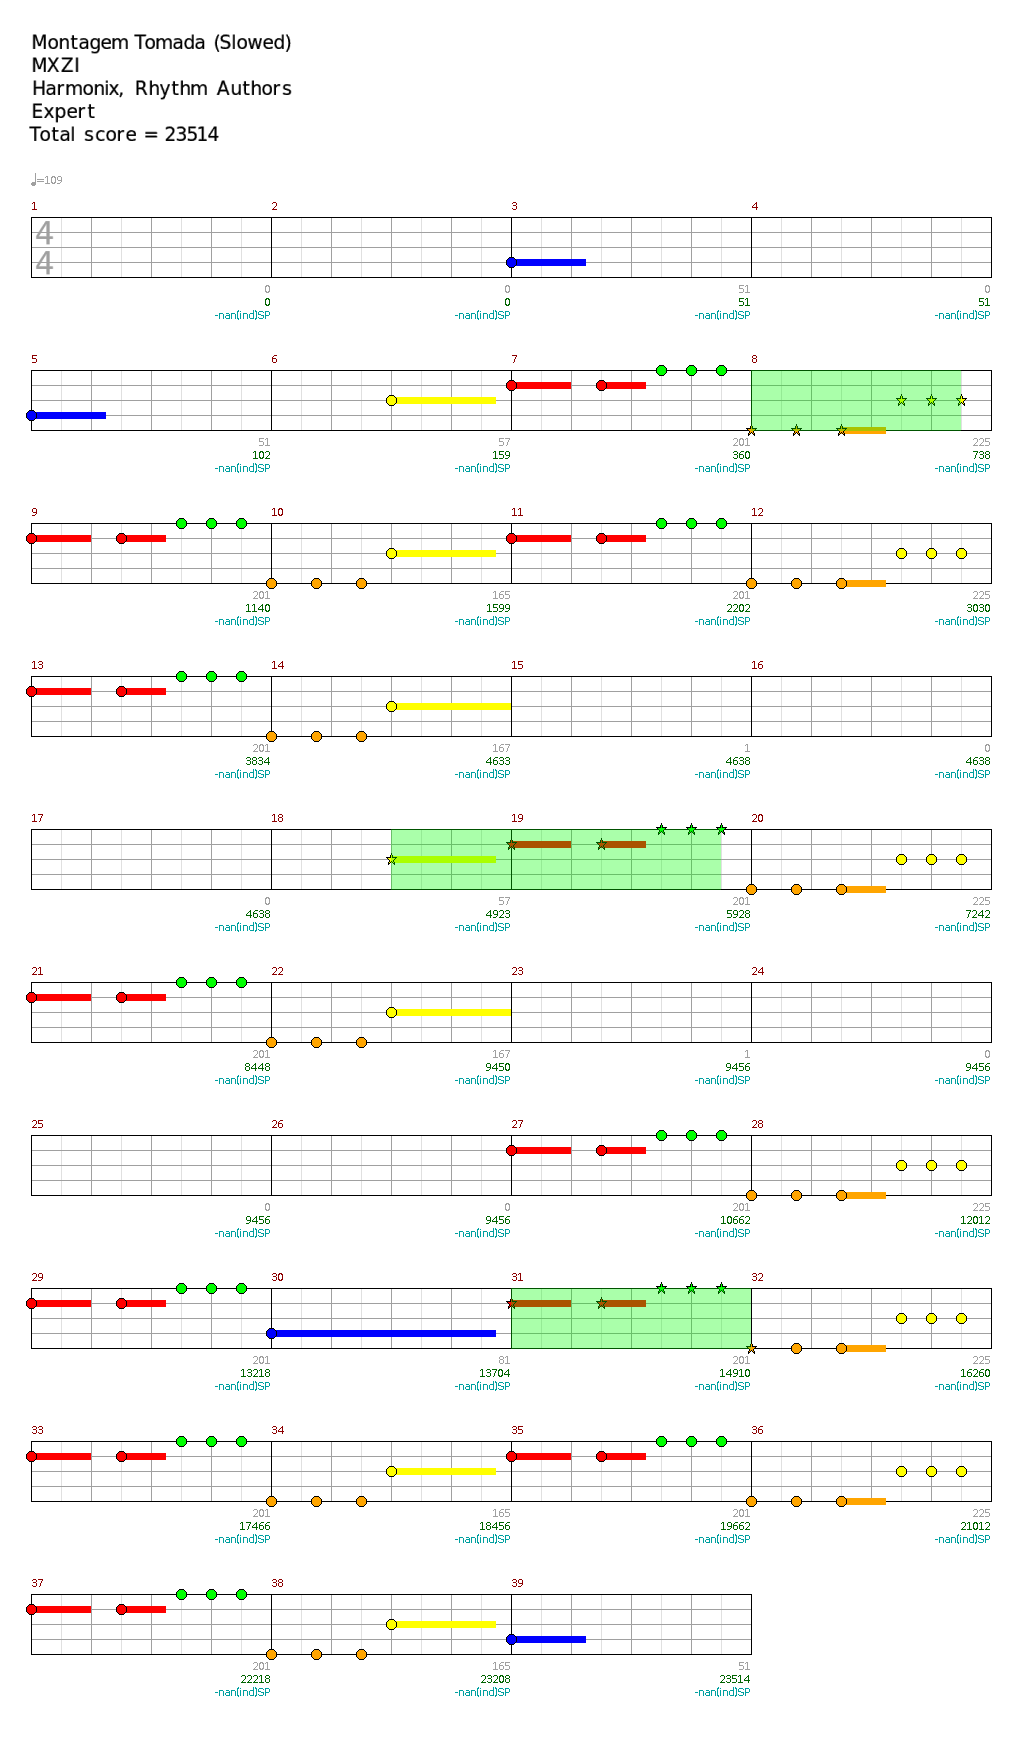 Montagem Tomada (Slowed)
MXZI
Harmonix, Rhythm Authors
Expert
Total score = 23514
♩=109
1 2 3 4
4
4
0 0 51 0
0 0 51 51
-nan(ind)SP -nan(ind)SP -nan(ind)SP -nan(ind)SP
5 6 7 8
51 57 201 225
102 159 360 738
-nan(ind)SP -nan(ind)SP -nan(ind)SP -nan(ind)SP
9 10 11 12
201 165 201 225
1140 1599 2202 3030
-nan(ind)SP -nan(ind)SP -nan(ind)SP -nan(ind)SP
13 14 15 16
201 167 1 0
3834 4633 4638 4638
-nan(ind)SP -nan(ind)SP -nan(ind)SP -nan(ind)SP
17 18 19 20
0 57 201 225
4638 4923 5928 7242
-nan(ind)SP -nan(ind)SP -nan(ind)SP -nan(ind)SP
21 22 23 24
201 167 1 0
8448 9450 9456 9456
-nan(ind)SP -nan(ind)SP -nan(ind)SP -nan(ind)SP
25 26 27 28
0 0 201 225
9456 9456 10662 12012
-nan(ind)SP -nan(ind)SP -nan(ind)SP -nan(ind)SP
29 30 31 32
201 81 201 225
13218 13704 14910 16260
-nan(ind)SP -nan(ind)SP -nan(ind)SP -nan(ind)SP
33 34 35 36
201 165 201 225
17466 18456 19662 21012
-nan(ind)SP -nan(ind)SP -nan(ind)SP -nan(ind)SP
37 38 39
201 165 51
22218 23208 23514
-nan(ind)SP -nan(ind)SP -nan(ind)SP